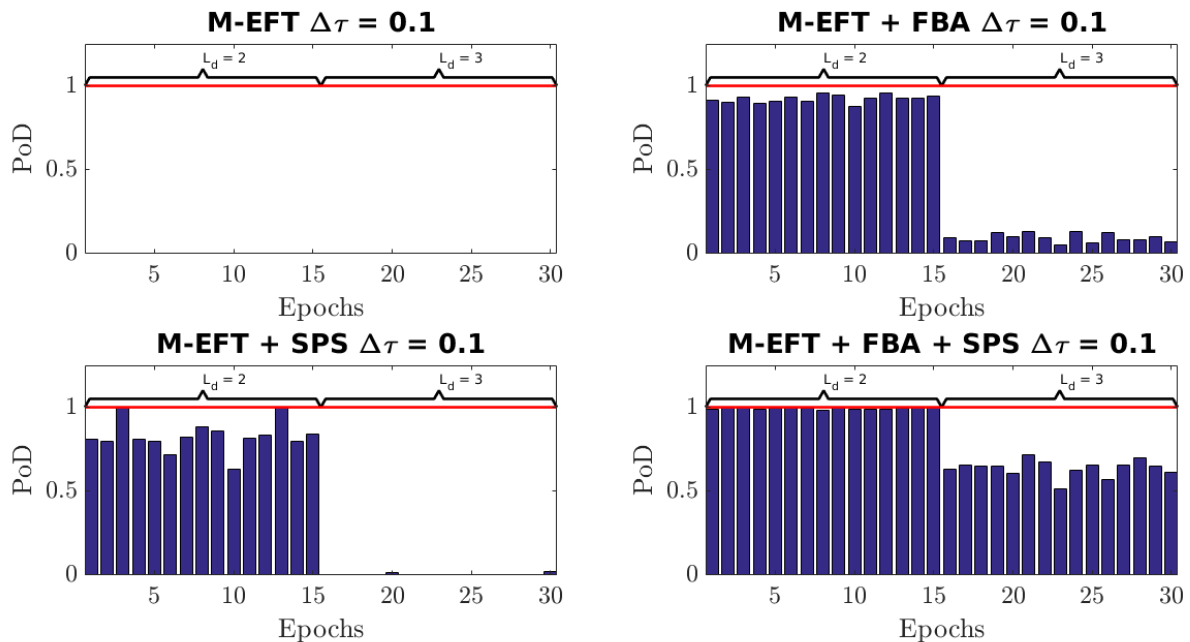 M-EFT Δτ = 0.1
L_d = 2
L_d = 3
1
0.5
0
PoD
5 10 15 20 25 30
Epochs
M-EFT + FBA Δτ = 0.1
L_d = 2
L_d = 3
1
0.5
0
PoD
5 10 15 20 25 30
Epochs
M-EFT + SPS Δτ = 0.1
L_d = 2
L_d = 3
1
0.5
0
PoD
5 10 15 20 25 30
Epochs
M-EFT + FBA + SPS Δτ = 0.1
L_d = 2
L_d = 3
1
0.5
0
PoD
5 10 15 20 25 30
Epochs